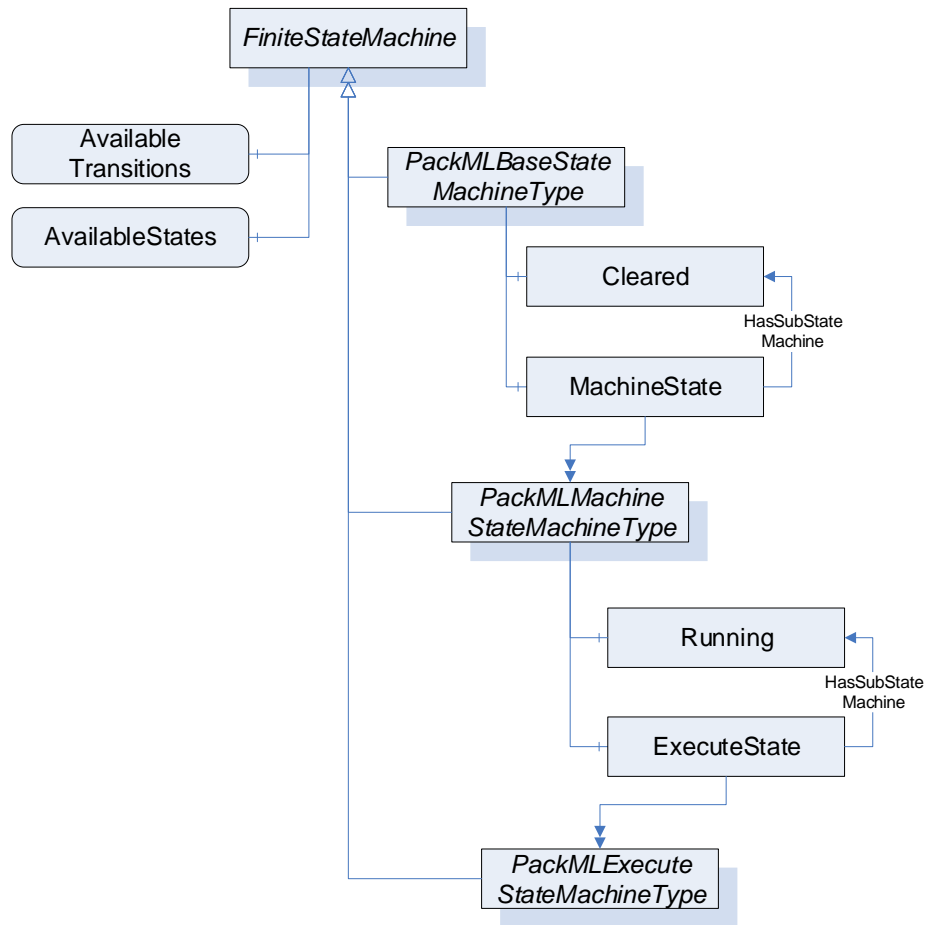 FiniteStateMachine
Available
Transitions
AvailableStates
PackMLBaseState
MachineType
Cleared
HasSubState
Machine
MachineState
PackMLMachine
StateMachineType
Running
HasSubState
Machine
ExecuteState
PackMLExecute
StateMachineType